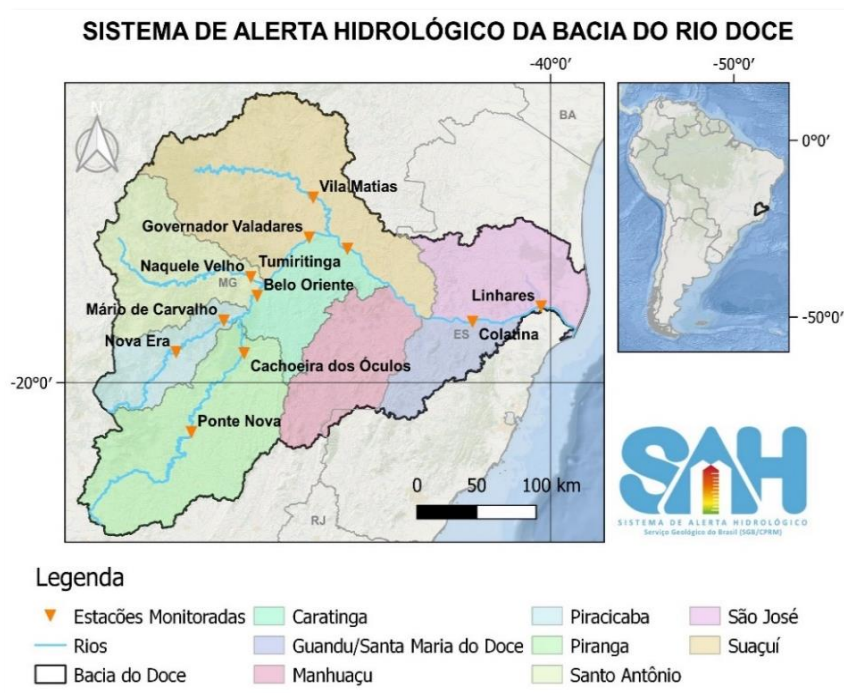 SISTEMA DE ALERTA HIDROLÓGICO DA BACIA DO RIO DOCE
-40°0'
-50°0'
N
BA
0°0'
Vila Matias
Governador Valadares
Tumiritinga
Naquele Velho
MG
Belo Oriente
Mário de Carvalho
Linhares
Nova Era
ES
Colatina
-50°0'
Cachoeira dos Óculos
-20°0'
Ponte Nova
0 50 100 km
RJ
SAH
SISTEMA DE ALERTA HIDROLÓGICO
Serviço Geológico do Brasil (SGB/CPRM)
Legenda
Estacões Monitoradas
Caratinga
Piracicaba
São José
Rios
Guandu/Santa Maria do Doce
Piranga
Suaçuí
Bacia do Doce
Manhuaçu
Santo Antônio